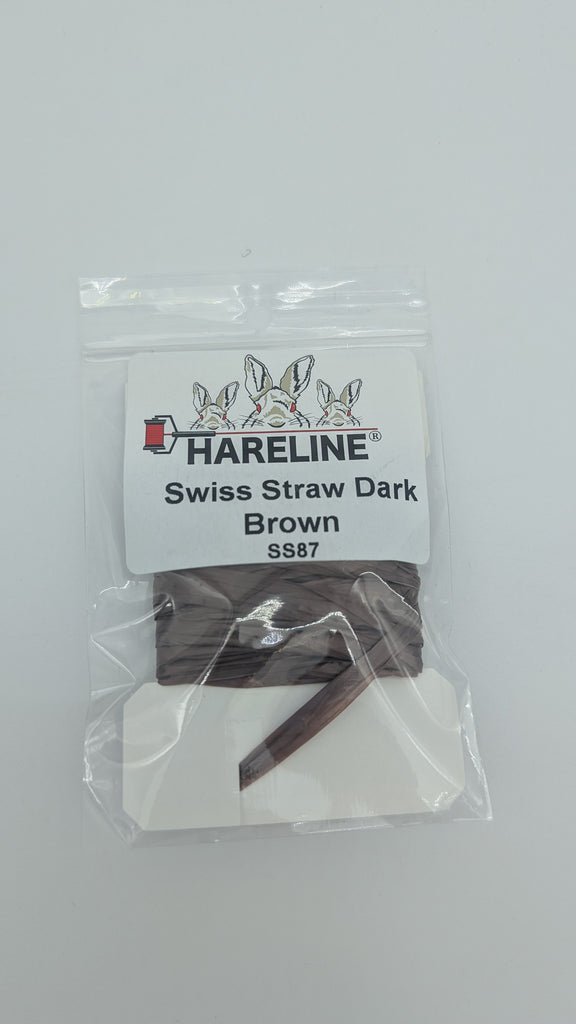 HARELINE®
Swiss Straw Dark
Brown
SS87